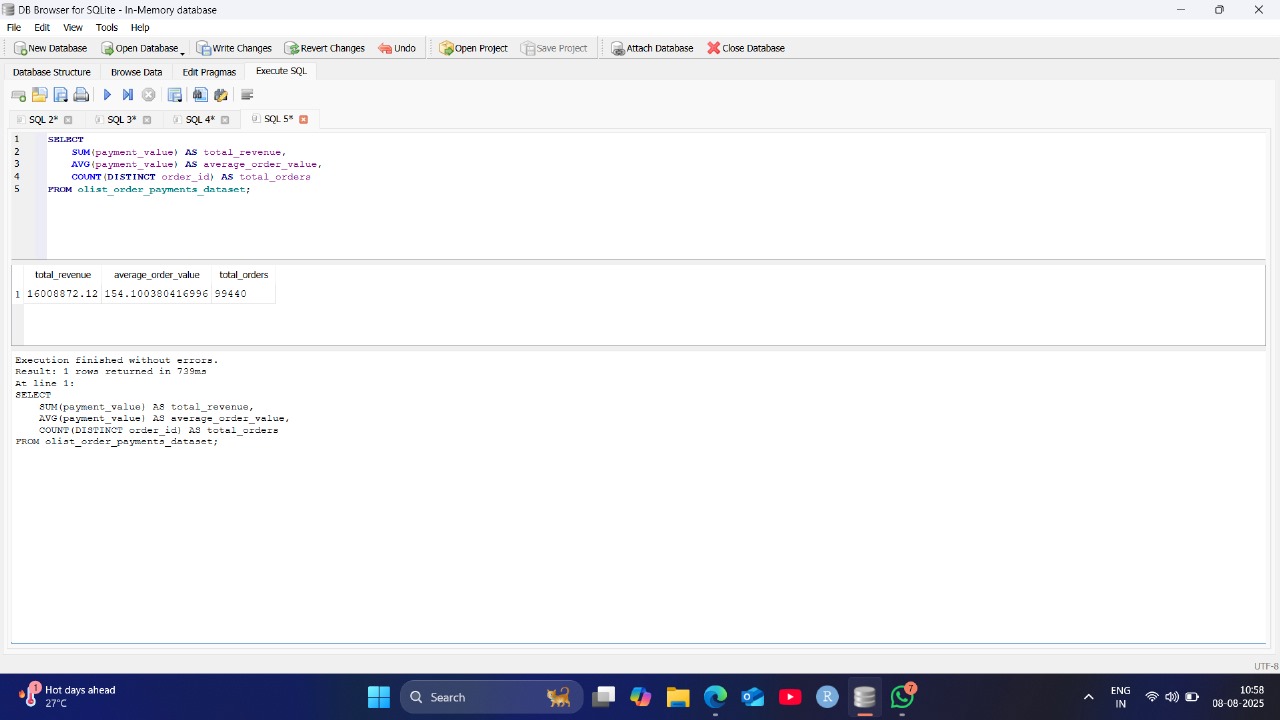 DB Browser for SQLite - In-Memory database
File Edit View Tools Help
New Database Open Database Write Changes Revert Changes Undo Open Project Save Project Attach Database Close Database
Database Structure Browse Data Edit Pragmas Execute SQL
SQL 2* SQL 3* SQL 4* SQL 5*
1 SELECT
2 SUM(payment_value) AS total_revenue,
3 AVG(payment_value) AS average_order_value,
4 COUNT(DISTINCT order_id) AS total_orders
5 FROM olist_order_payments_dataset;
total_revenue average_order_value total_orders
1 16008872.12 154.100380416996 99440
Execution finished without errors.
Result: 1 rows returned in 739ms
At line 1:
SELECT
SUM(payment_value) AS total_revenue,
AVG(payment_value) AS average_order_value,
COUNT(DISTINCT order_id) AS total_orders
FROM olist_order_payments_dataset;
UTF-8
1 Hot days ahead
27°C
Search
R
7
ENG
IN
10:58
08-08-2025